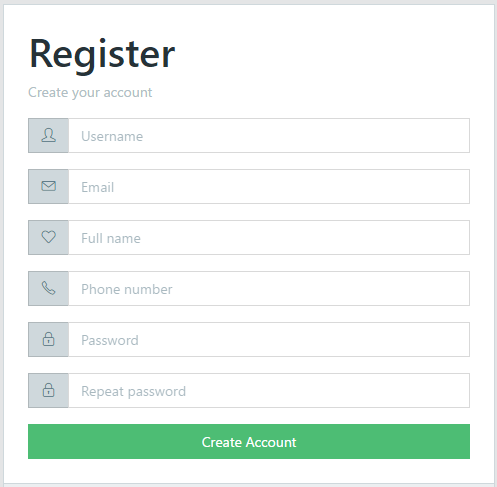 Register
Create your account
Username
Email
Full name
Phone number
Password
Repeat password
Create Account